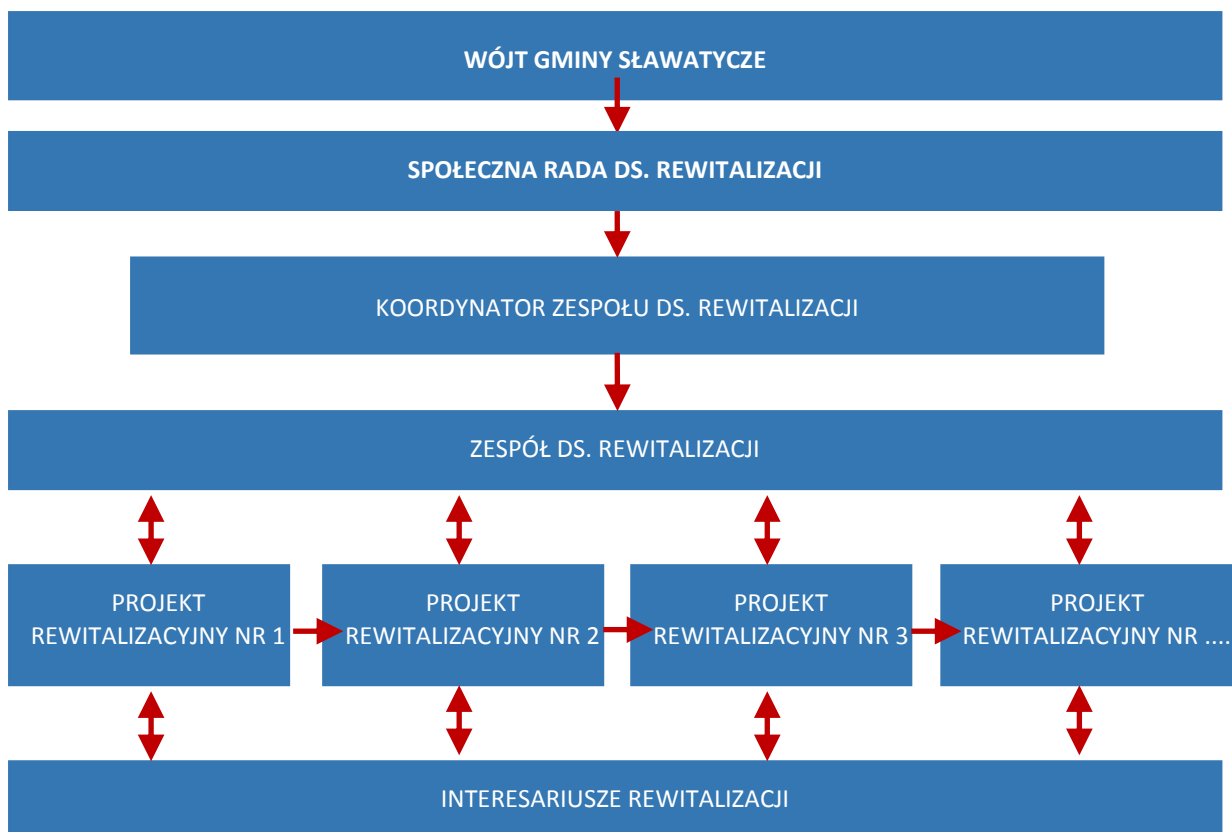 WÓJT GMINY SŁAWATYCZE
SPOŁECZNA RADA DS. REWITALIZACJI
KOORDYNATOR ZESPOŁU DS. REWITALIZACJI
ZESPÓŁ DS. REWITALIZACJI
PROJEKT
REWITALIZACYJNY NR 1
PROJEKT
REWITALIZACYJNY NR 2
PROJEKT
REWITALIZACYJNY NR 3
PROJEKT
REWITALIZACYJNY NR ....
INTERESARIUSZE REWITALIZACJI